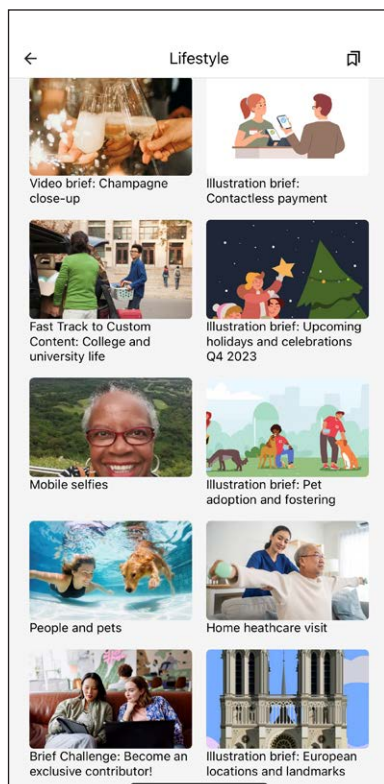 Lifestyle
Video brief: Champagne
close-up
Illustration brief:
Contactless payment
Fast Track to Custom
Content: College and
university life
Illustration brief: Upcoming
holidays and celebrations
Q4 2023
Mobile selfies
Illustration brief: Pet
adoption and fostering
People and pets
Home heathcare visit
Brief Challenge: Become an
exclusive contributor!
Illustration brief: European
locations and landmarks